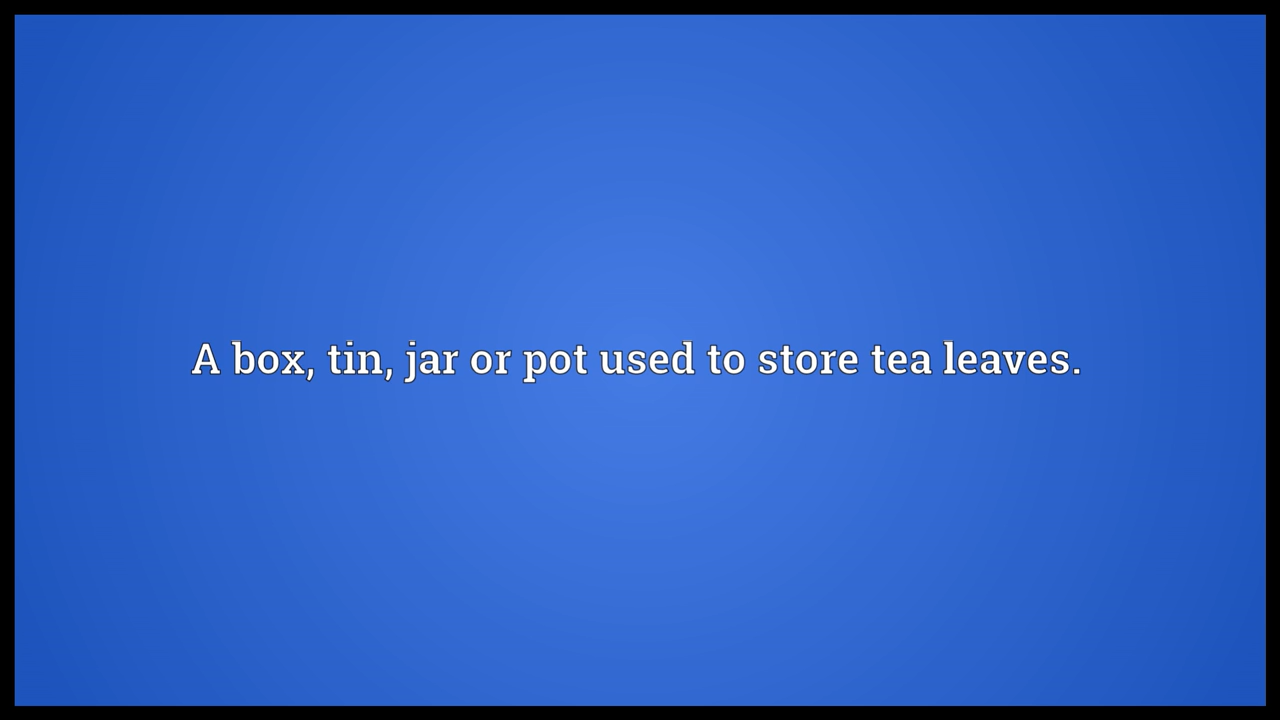 A box, tin, jar or pot used to store tea leaves.